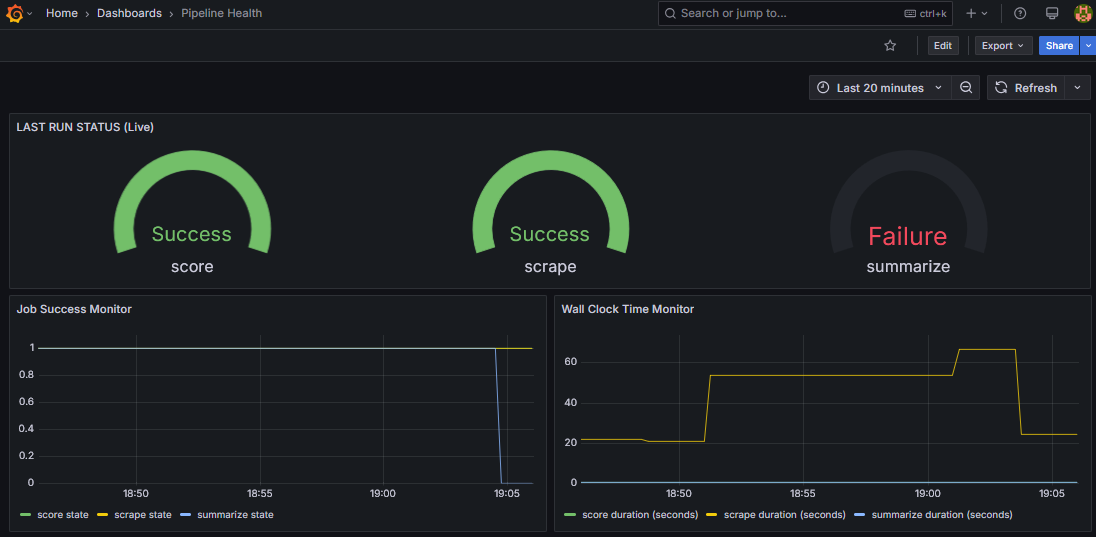 Home › Dashboards › Pipeline Health
Search or jump to... ctrl+k
Edit Export Share
Last 20 minutes Refresh
LAST RUN STATUS (Live)
Success Success Failure
score scrape summarize
Job Success Monitor
1
0.8
0.6
0.4
0.2
0
18:50 18:55 19:00 19:05
score state scrape state summarize state
Wall Clock Time Monitor
60
40
20
0
18:50 18:55 19:00 19:05
score duration (seconds) scrape duration (seconds) summarize duration (seconds)